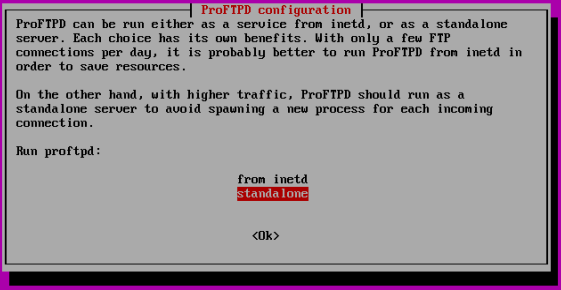 ProFTPD configuration
ProFTPD can be run either as a service from inetd, or as a standalone
server. Each choice has its own benefits. With only a few FTP
connections per day, it is probably better to run ProFTPD from inetd in
order to save resources.
On the other hand, with higher traffic, ProFTPD should run as a
standalone server to avoid spawning a new process for each incoming
connection.
Run proftpd:
from inetd
standalone
<Ok>